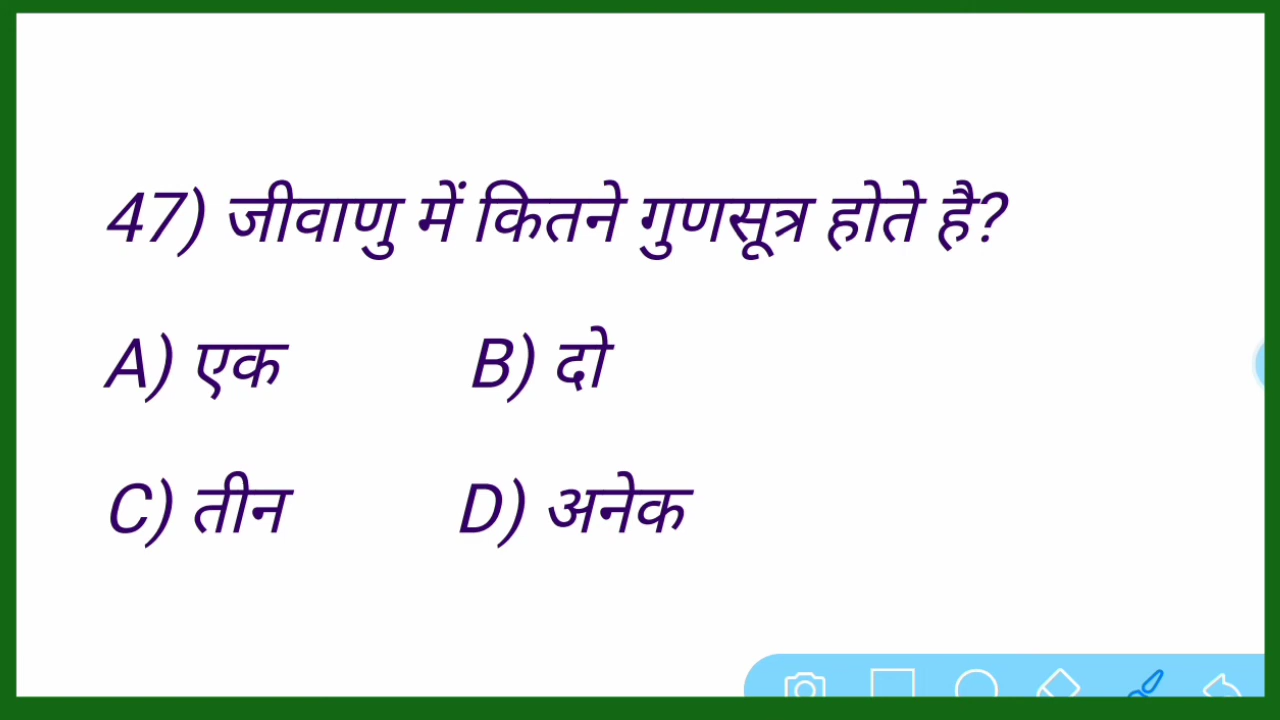 47) जीवाणु में कितने गुणसूत्र होते है?
A) एक B) दो
C) तीन D) अनेक